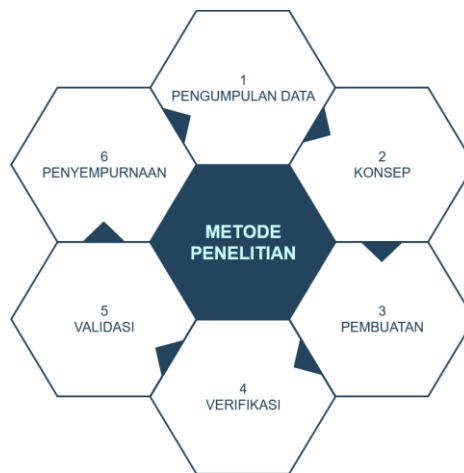 1
PENGUMPULAN DATA
2
KONSEP
3
PEMBUATAN
4
VERIFIKASI
5
VALIDASI
6
PENYEMPURNAAN
METODE
PENELITIAN